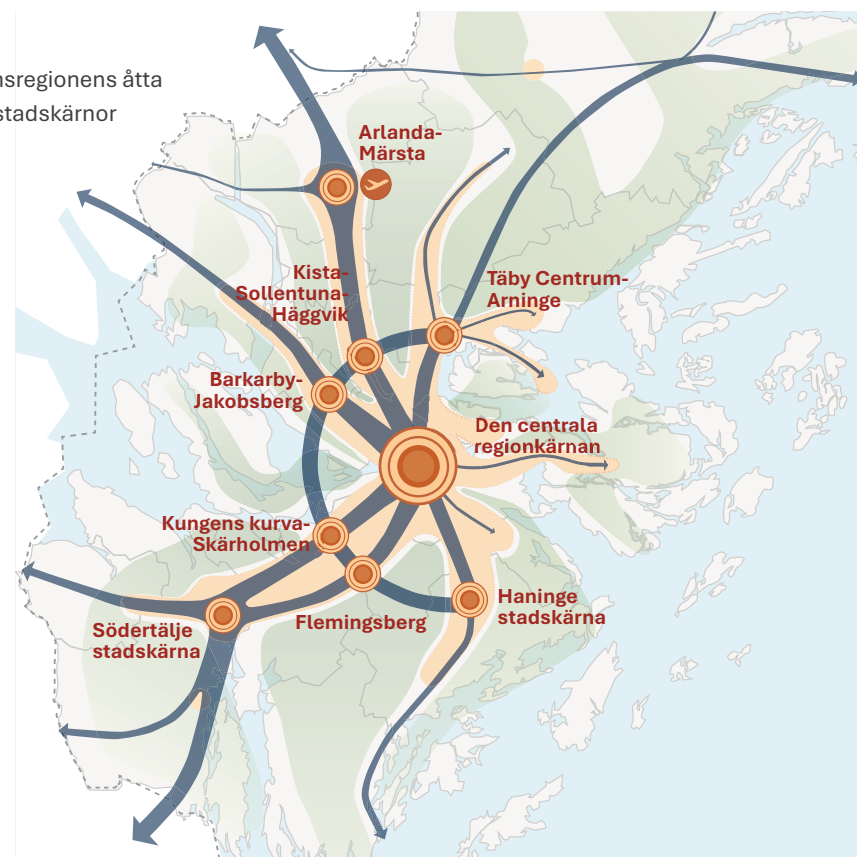 nsregionens åtta
stadskärnor
Arlanda-
Märsta
Kista-
Sollentuna-
Häggvik
Täby Centrum-
Arninge
Barkarby-
Jakobsberg
Den centrala
regionkärnan
Kungens kurva-
Skärholmen
Haninge
stadskärna
Flemingsberg
Södertälje
stadskärna